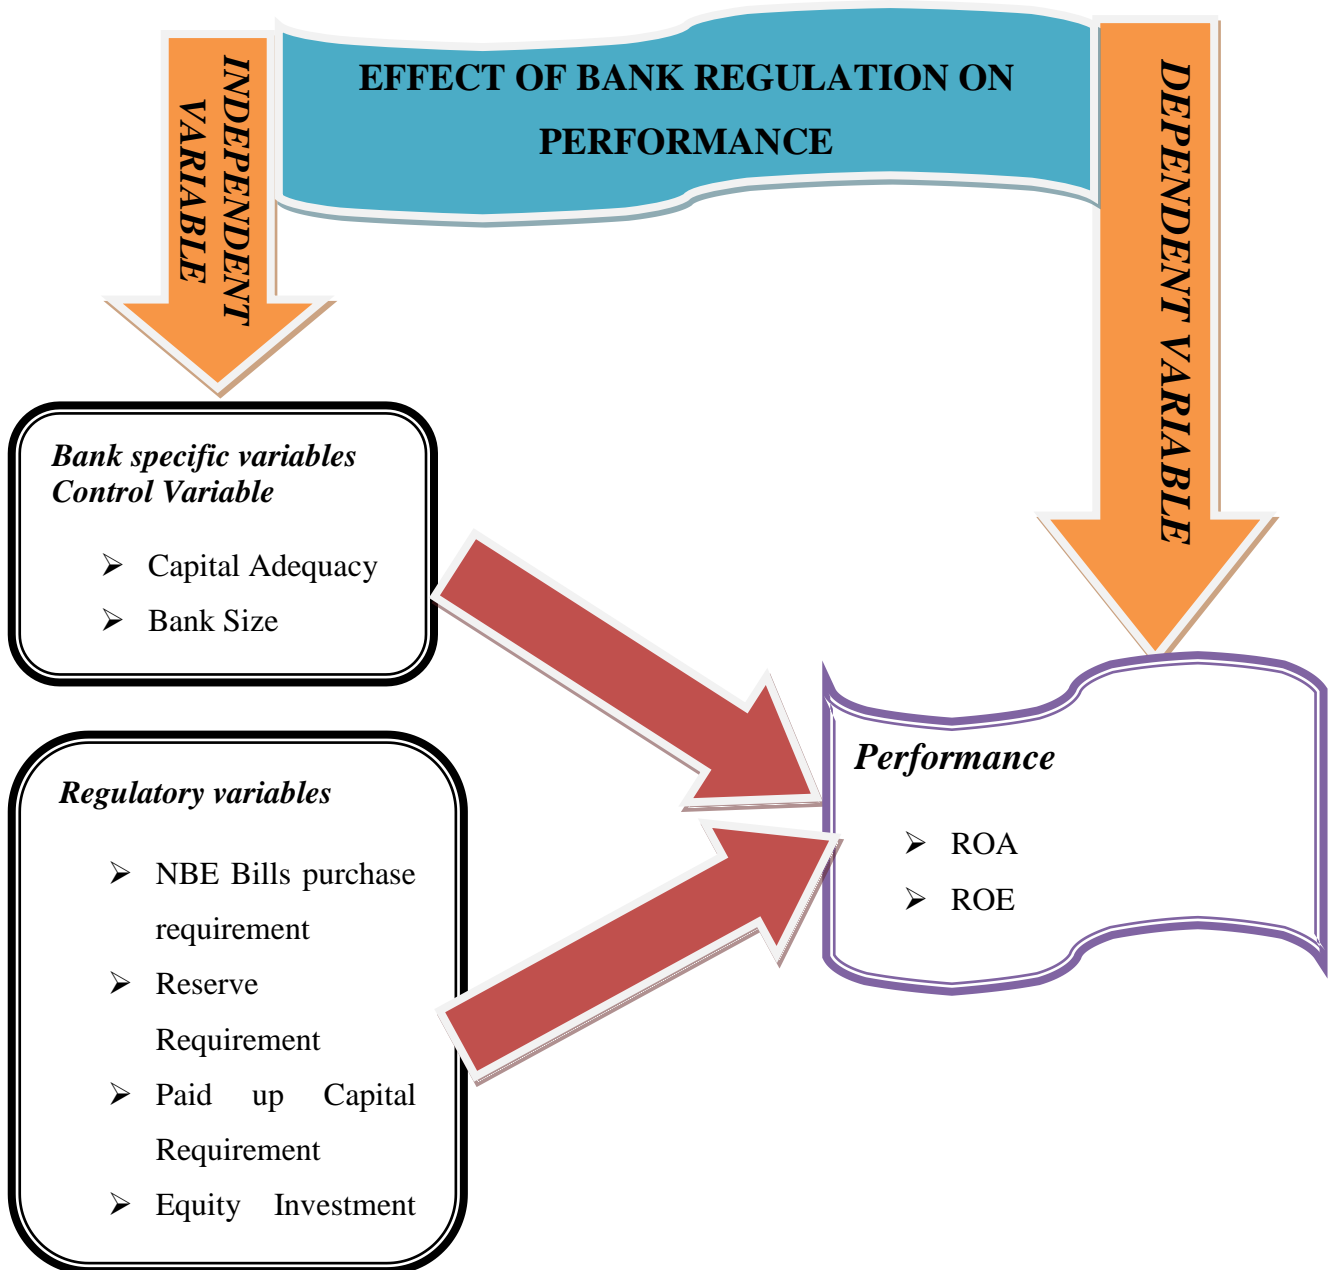 EFFECT OF BANK REGULATION ON
PERFORMANCE
INDEPENDENT
VARIABLE
DEPENDENT VARIABLE
Bank specific variables
Control Variable
➢ Capital Adequacy
➢ Bank Size
Regulatory variables
➢ NBE Bills purchase
requirement
➢ Reserve
Requirement
➢ Paid up Capital
Requirement
➢ Equity Investment
Performance
➢ ROA
➢ ROE